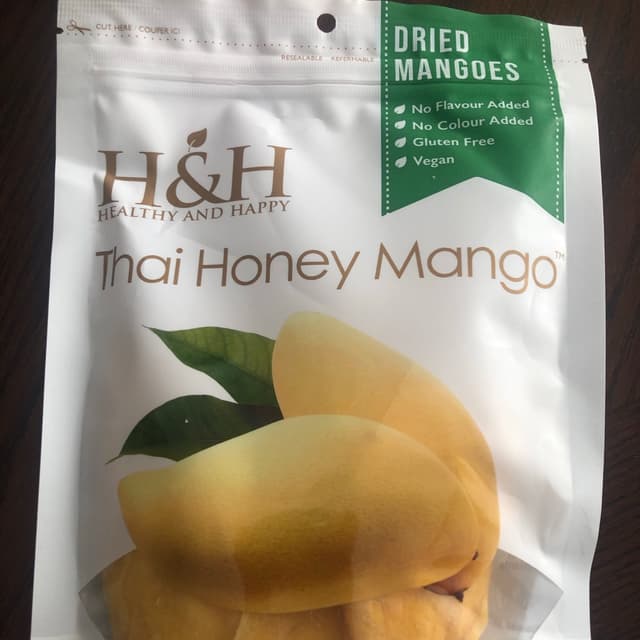 CUT HERE / COUPER ICI
RESEALABLE REFERMABLE
DRIED
MANGOES
No Flavour Added
No Colour Added
Gluten Free
Vegan
H&H
HEALTHY AND HAPPY
Thai Honey Mango™